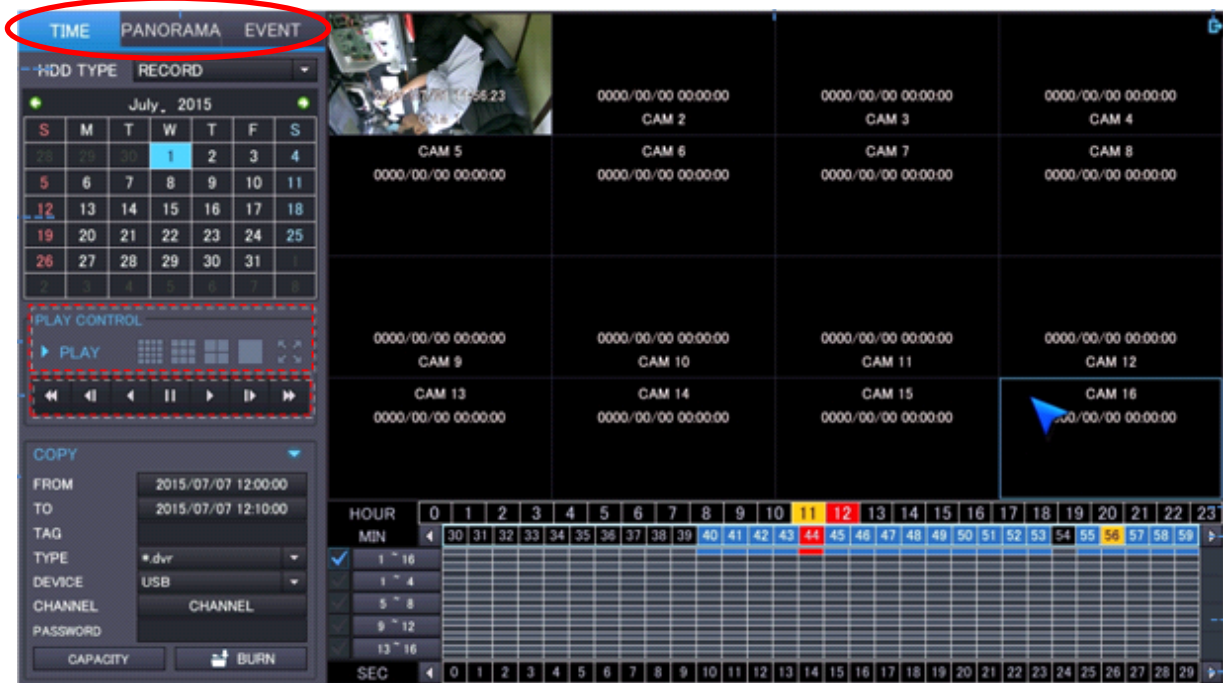 TIME PANORAMA EVENT
HDD TYPE RECORD
July, 2015
S M T W T F S
28 29 30 1 2 3 4
5 6 7 8 9 10 11
12 13 14 15 16 17 18
19 20 21 22 23 24 25
26 27 28 29 30 31 1
2 3 4 5 6 7 8
PLAY CONTROL
PLAY
COPY
FROM 2015/07/07 12:00:00
TO 2015/07/07 12:10:00
TAG
TYPE *.dvr
DEVICE USB
CHANNEL CHANNEL
PASSWORD
CAPACITY BURN
0000/00/00 00:00:00 0000/00/00 00:00:00 0000/00/00 00:00:00
CAM 2 CAM 3 CAM 4
CAM 5 CAM 6 CAM 7 CAM 8
0000/00/00 00:00:00 0000/00/00 00:00:00 0000/00/00 00:00:00 0000/00/00 00:00:00
0000/00/00 00:00:00 0000/00/00 00:00:00 0000/00/00 00:00:00 0000/00/00 00:00:00
CAM 9 CAM 10 CAM 11 CAM 12
CAM 13 CAM 14 CAM 15 CAM 16
0000/00/00 00:00:00 0000/00/00 00:00:00 0000/00/00 00:00:00 0000/00/00 00:00:00
HOUR 0 1 2 3 4 5 6 7 8 9 10 11 12 13 14 15 16 17 18 19 20 21 22 23
MIN 30 31 32 33 34 35 36 37 38 39 40 41 42 43 44 45 46 47 48 49 50 51 52 53 54 55 56 57 58 59
1 ~ 16
1 ~ 4
5 ~ 8
9 ~ 12
13 ~ 16
SEC 0 1 2 3 4 5 6 7 8 9 10 11 12 13 14 15 16 17 18 19 20 21 22 23 24 25 26 27 28 29